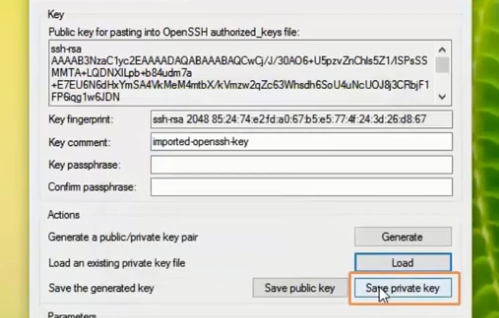 Key
Public key for pasting into OpenSSH authorized_keys file:
ssh-rsa
AAAAB3NzaC1yc2EAAAADAQABAAABAQCwCj/J/30AO6+U5pzvZnChIs5Z1/ISPsSS
MMTA+LQDNXILpb+b84udm7a
+E7EU6N6dHxYmSA4VkMeM4mtbX/kVmzw2qZc63Whsdh6SoU4uNcUOJ8j3CRbjF1
FP6iqg1w6JDN
Key fingerprint: ssh-rsa 2048 85:24:74:e2:fd:a0:67:b5:e5:77:4f:24:3d:26:d8:67
Key comment: imported-openssh-key
Key passphrase:
Confirm passphrase:
Actions
Generate a public/private key pair Generate
Load an existing private key file Load
Save the generated key Save public key Save private key
Parameters